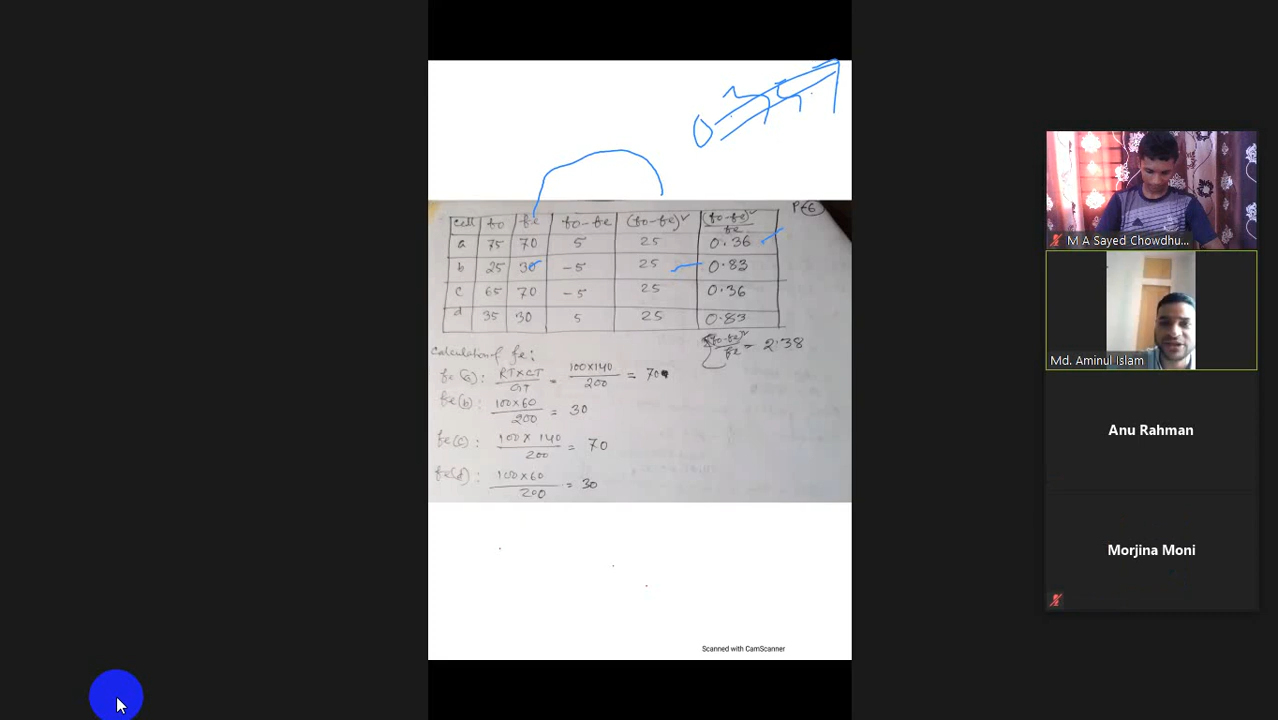 P-6
Cell fo fe fo-fe (fo-fe)² (fo-fe)²/fe
a 75 70 5 25 0.36
b 25 30 -5 25 0.83
c 65 70 -5 25 0.36
d 35 30 5 25 0.83
Σ(fo-fe)²/fe = 2.38
Calculation of fe:
fe(a): RT×CT/GT = 100×140/200 = 70
fe(b): 100×60/200 = 30
fe(c): 100×140/200 = 70
fe(d): 100×60/200 = 30
Scanned with CamScanner
M A Sayed Chowdhu...
Md. Aminul Islam
Anu Rahman
Morjina Moni